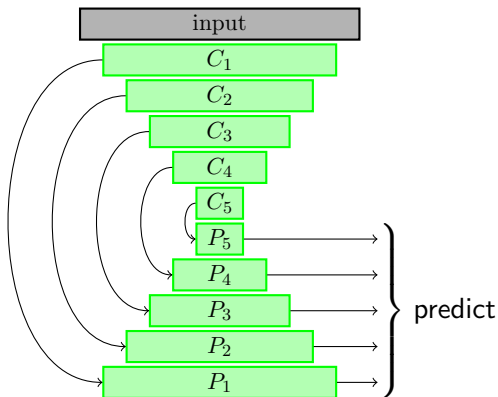 input
C₁
C₂
C₃
C₄
C₅
P₅
P₄
P₃
predict
P₂
P₁